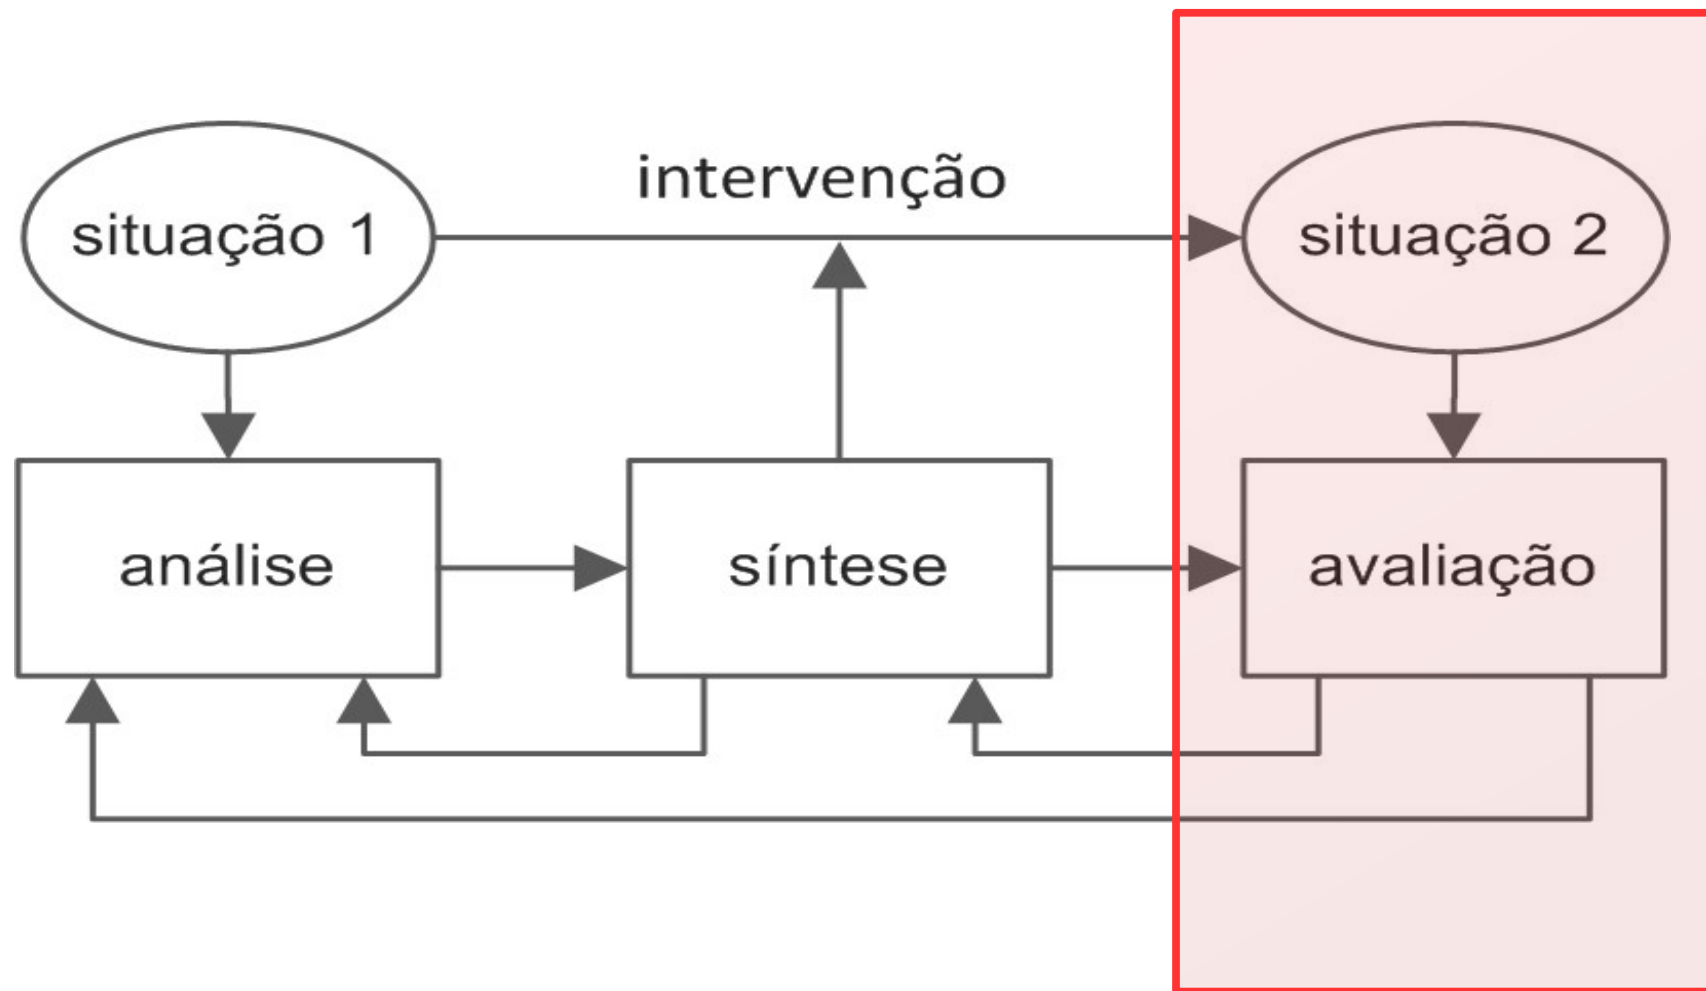 intervenção
situação 1
situação 2
análise
síntese
avaliação